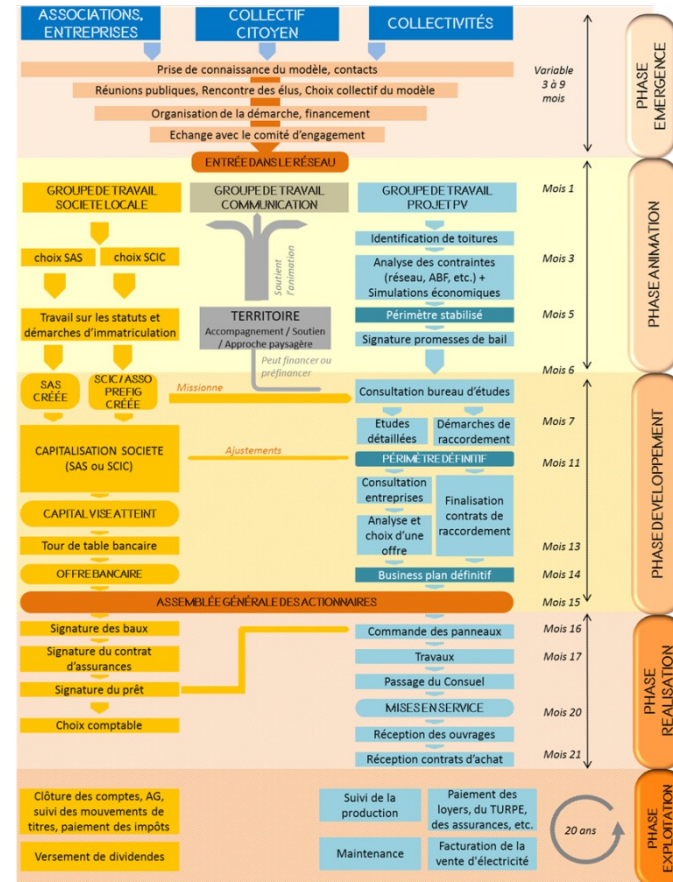 ASSOCIATIONS,
ENTREPRISES
COLLECTIF
CITOYEN
COLLECTIVITÉS
Prise de connaissance du modèle, contacts
Réunions publiques, Rencontre des élus, Choix collectif du modèle
Organisation de la démarche, financement
Echange avec le comité d'engagement
Variable
3 à 9
mois
PHASE
EMERGENCE
ENTRÉE DANS LE RÉSEAU
GROUPE DE TRAVAIL
SOCIETE LOCALE
GROUPE DE TRAVAIL
COMMUNICATION
GROUPE DE TRAVAIL
PROJET PV
Mois 1
choix SAS
choix SCIC
Soutient
l'animation
Identification de toitures
Analyse des contraintes
(réseau, ABF, etc.) +
Simulations économiques
Mois 3
Travail sur les statuts et
démarches d'immatriculation
TERRITOIRE
Accompagnement / Soutien
/ Approche paysagère
Périmètre stabilisé
Mois 5
Signature promesses de bail
Peut financer ou
préfinancer
Mois 6
PHASE ANIMATION
SAS
CRÉÉE
SCIC/ ASSO
PREFIG
CRÉÉE
Missionne
Consultation bureau d'études
Etudes
détaillées
Démarches de
raccordement
Mois 7
CAPITALISATION SOCIETE
(SAS ou SCIC)
Ajustements
PÉRIMÈTRE DÉFINITIF
Mois 11
Consultation
entreprises
Finalisation
contrats de
raccordement
CAPITAL VISE ATTEINT
Analyse et
choix d'une
offre
Tour de table bancaire
Mois 13
OFFRE BANCAIRE
Business plan définitif
Mois 14
PHASE DEVELOPPEMENT
ASSEMBLÉE GÉNÉRALE DES ACTIONNAIRES
Mois 15
Signature des baux
Commande des panneaux
Mois 16
Signature du contrat
d'assurances
Travaux
Mois 17
Signature du prêt
Passage du Consuel
Choix comptable
MISES EN SERVICE
Mois 20
Réception des ouvrages
Réception contrats d'achat
Mois 21
PHASE
REALISATION
Clôture des comptes, AG,
suivi des mouvements de
titres, paiement des impôts
Suivi de la
production
Paiement des
loyers, du TURPE,
des assurances, etc.
20 ans
Versement de dividendes
Maintenance
Facturation de la
vente d'électricité
PHASE
EXPLOITATION